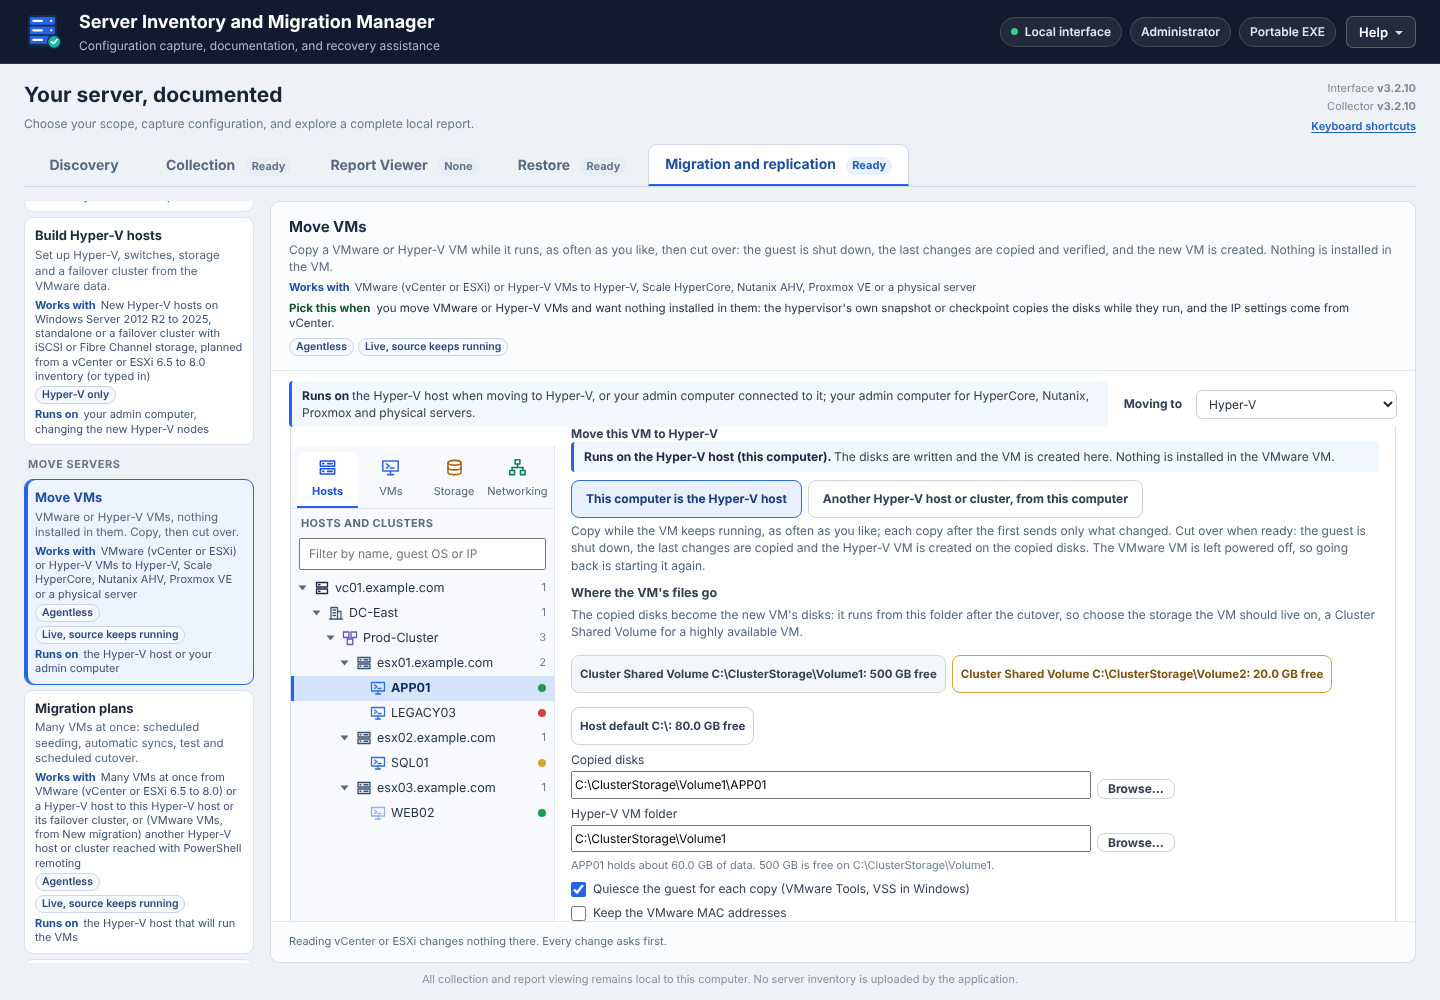 Server Inventory and Migration Manager
Configuration capture, documentation, and recovery assistance
Local interface
Administrator
Portable EXE
Help
Your server, documented
Choose your scope, capture configuration, and explore a complete local report.
Interface v3.2.10
Collector v3.2.10
Keyboard shortcuts
Discovery
Collection Ready
Report Viewer None
Restore Ready
Migration and replication Ready
Build Hyper-V hosts
Set up Hyper-V, switches, storage
and a failover cluster from the
VMware data.
Works with New Hyper-V hosts on
Windows Server 2012 R2 to 2025,
standalone or a failover cluster with
iSCSI or Fibre Channel storage, planned
from a vCenter or ESXi 6.5 to 8.0
inventory (or typed in)
Hyper-V only
Runs on your admin computer,
changing the new Hyper-V nodes
MOVE SERVERS
Move VMs
VMware or Hyper-V VMs, nothing
installed in them. Copy, then cut over.
Works with VMware (vCenter or ESXi)
or Hyper-V VMs to Hyper-V, Scale
HyperCore, Nutanix AHV, Proxmox VE
or a physical server
Agentless
Live, source keeps running
Runs on the Hyper-V host or your
admin computer
Migration plans
Many VMs at once: scheduled
seeding, automatic syncs, test and
scheduled cutover.
Works with Many VMs at once from
VMware (vCenter or ESXi 6.5 to 8.0) or
a Hyper-V host to this Hyper-V host or
its failover cluster, or (VMware VMs,
from New migration) another Hyper-V
host or cluster reached with PowerShell
remoting
Agentless
Live, source keeps running
Runs on the Hyper-V host that will run
the VMs
Move VMs
Copy a VMware or Hyper-V VM while it runs, as often as you like, then cut over: the guest is shut down, the last changes are copied and verified, and the new VM is created. Nothing is installed in
the VM.
Works with VMware (vCenter or ESXi) or Hyper-V VMs to Hyper-V, Scale HyperCore, Nutanix AHV, Proxmox VE or a physical server
Pick this when you move VMware or Hyper-V VMs and want nothing installed in them: the hypervisor's own snapshot or checkpoint copies the disks while they run, and the IP settings come from
vCenter.
Agentless
Live, source keeps running
Runs on the Hyper-V host when moving to Hyper-V, or your admin computer connected to it; your admin computer for HyperCore, Nutanix,
Proxmox and physical servers.
Moving to
Hyper-V
Hosts
VMs
Storage
Networking
HOSTS AND CLUSTERS
Filter by name, guest OS or IP
vc01.example.com 1
DC-East 1
Prod-Cluster 3
esx01.example.com 2
APP01
LEGACY03
esx02.example.com 1
SQL01
esx03.example.com 1
WEB02
Move this VM to Hyper-V
Runs on the Hyper-V host (this computer). The disks are written and the VM is created here. Nothing is installed in the VMware VM.
This computer is the Hyper-V host
Another Hyper-V host or cluster, from this computer
Copy while the VM keeps running, as often as you like; each copy after the first sends only what changed. Cut over when ready: the guest is
shut down, the last changes are copied and the Hyper-V VM is created on the copied disks. The VMware VM is left powered off, so going
back is starting it again.
Where the VM's files go
The copied disks become the new VM's disks: it runs from this folder after the cutover, so choose the storage the VM should live on, a Cluster
Shared Volume for a highly available VM.
Cluster Shared Volume C:\ClusterStorage\Volume1: 500 GB free
Cluster Shared Volume C:\ClusterStorage\Volume2: 20.0 GB free
Host default C:\: 80.0 GB free
Copied disks
C:\ClusterStorage\Volume1\APP01
Browse...
Hyper-V VM folder
C:\ClusterStorage\Volume1
Browse...
APP01 holds about 60.0 GB of data. 500 GB is free on C:\ClusterStorage\Volume1.
Quiesce the guest for each copy (VMware Tools, VSS in Windows)
Keep the VMware MAC addresses
Reading vCenter or ESXi changes nothing there. Every change asks first.
All collection and report viewing remains local to this computer. No server inventory is uploaded by the application.